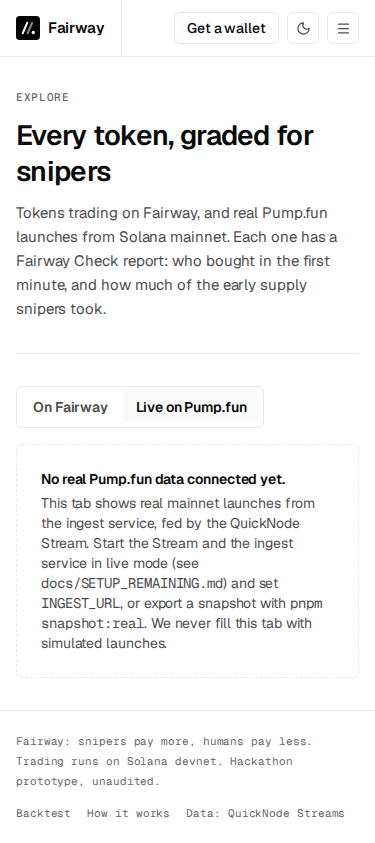 Fairway
Get a wallet
EXPLORE
Every token, graded for
snipers
Tokens trading on Fairway, and real Pump.fun
launches from Solana mainnet. Each one has a
Fairway Check report: who bought in the first
minute, and how much of the early supply
snipers took.
On Fairway
Live on Pump.fun
No real Pump.fun data connected yet.
This tab shows real mainnet launches from
the ingest service, fed by the QuickNode
Stream. Start the Stream and the ingest
service in live mode (see
docs/SETUP_REMAINING.md) and set
INGEST_URL, or export a snapshot with pnpm
snapshot:real. We never fill this tab with
simulated launches.
Fairway: snipers pay more, humans pay less.
Trading runs on Solana devnet. Hackathon
prototype, unaudited.
Backtest How it works Data: QuickNode Streams